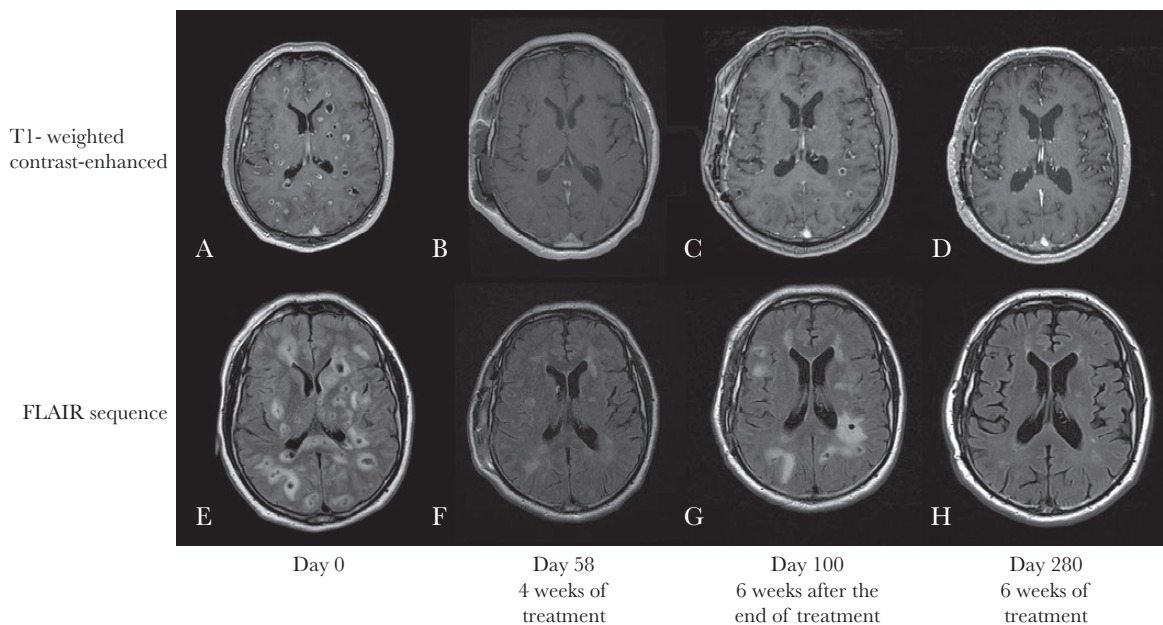 T1- weighted
contrast-enhanced
A
B
C
D
FLAIR sequence
E
F
G
H
Day 0
Day 58
4 weeks of
treatment
Day 100
6 weeks after the
end of treatment
Day 280
6 weeks of
treatment